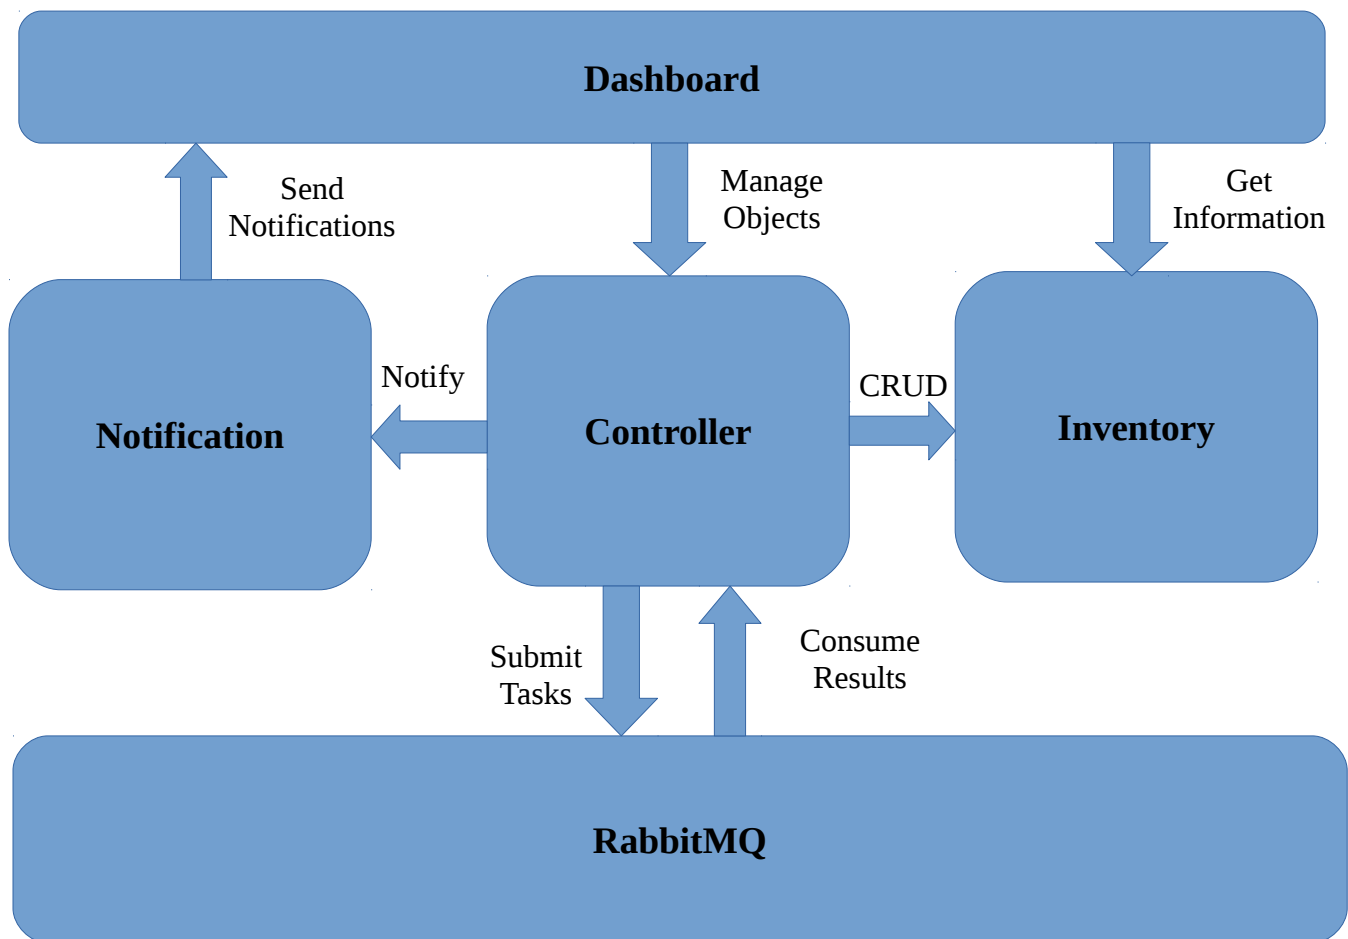 Dashboard
Send
Notifications
Manage
Objects
Get
Information
Notify
CRUD
Notification
Controller
Inventory
Submit
Tasks
Consume
Results
RabbitMQ